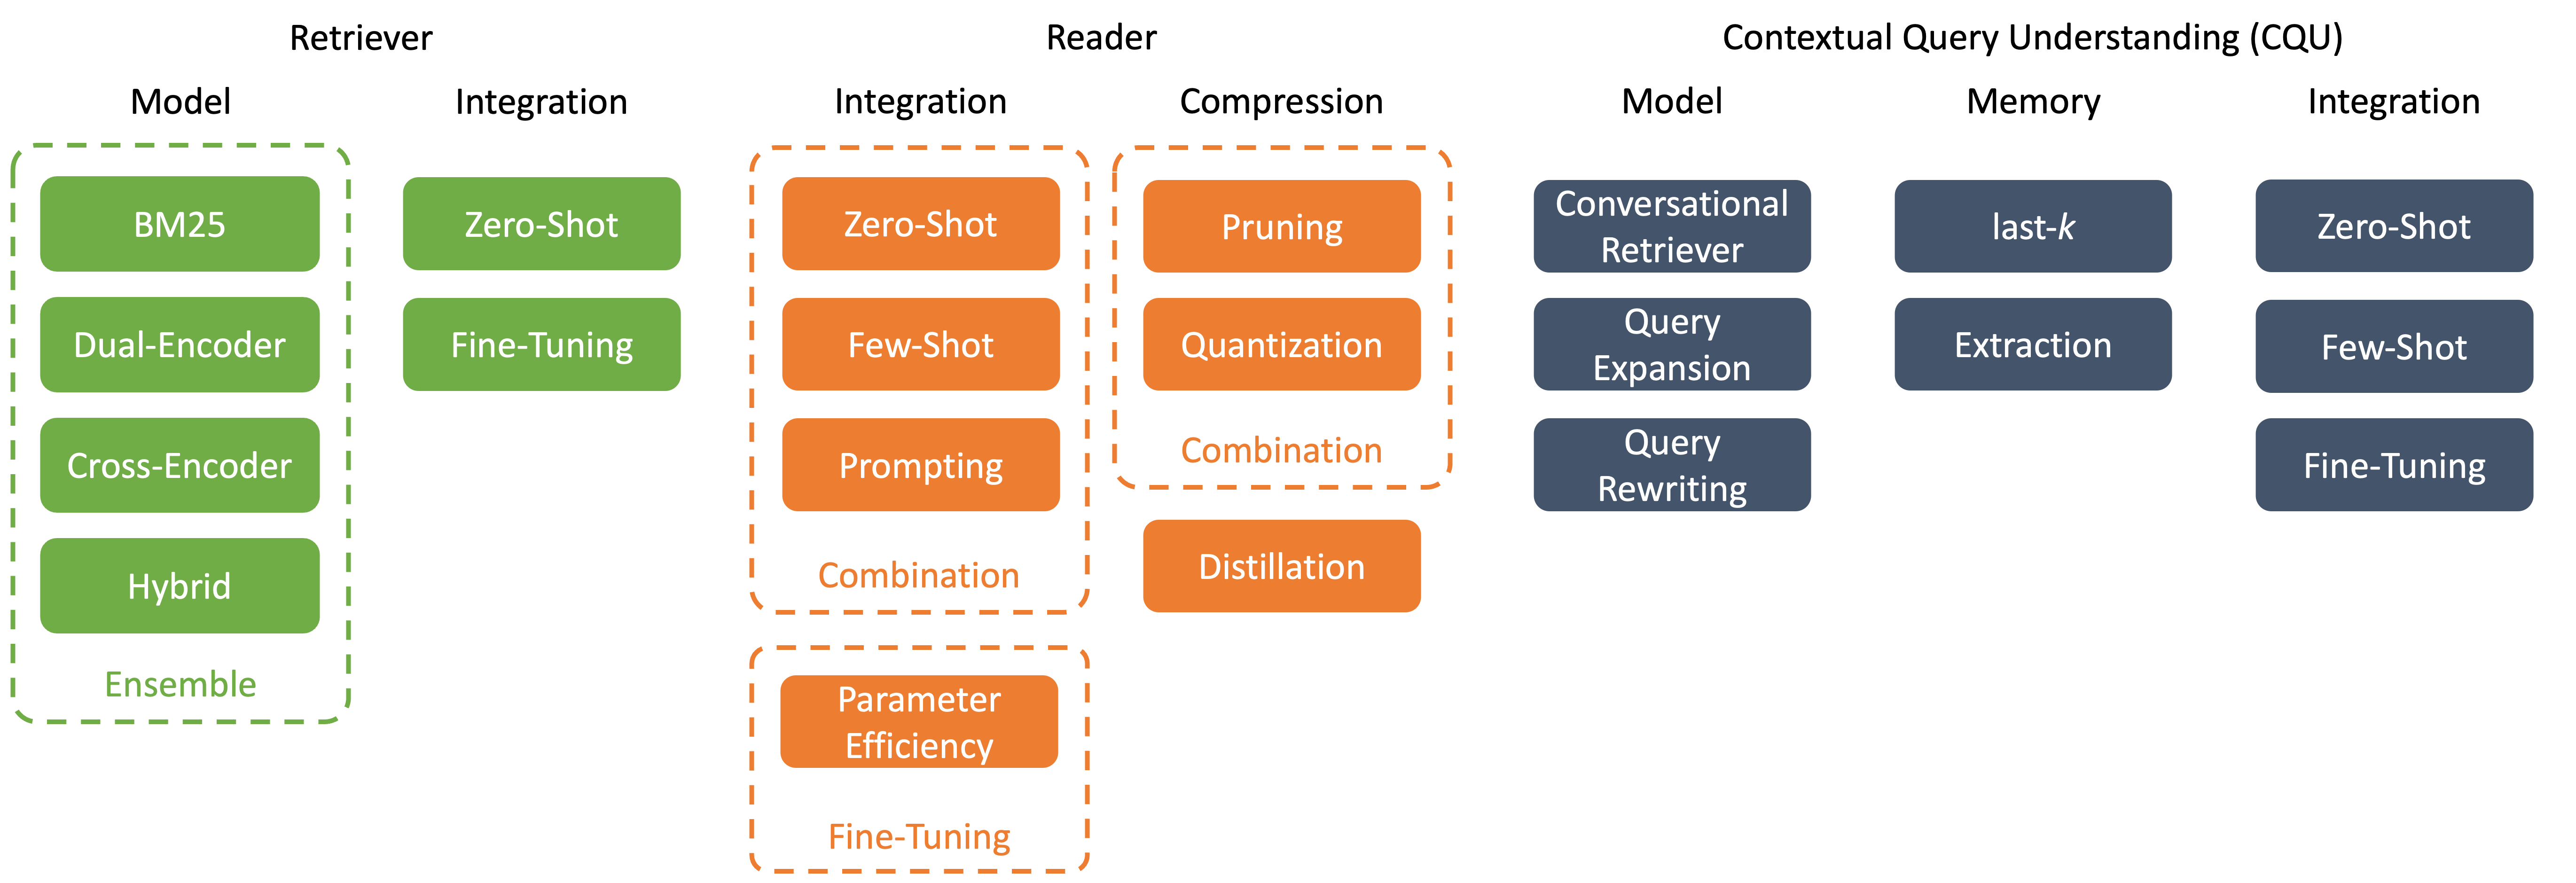 Retriever
Model
BM25
Dual-Encoder
Cross-Encoder
Hybrid
Ensemble
Integration
Zero-Shot
Fine-Tuning
Reader
Integration
Zero-Shot
Few-Shot
Prompting
Combination
Parameter
Efficiency
Fine-Tuning
Compression
Pruning
Quantization
Combination
Distillation
Contextual Query Understanding (CQU)
Model
Conversational
Retriever
Query
Expansion
Query
Rewriting
Memory
last-k
Extraction
Integration
Zero-Shot
Few-Shot
Fine-Tuning